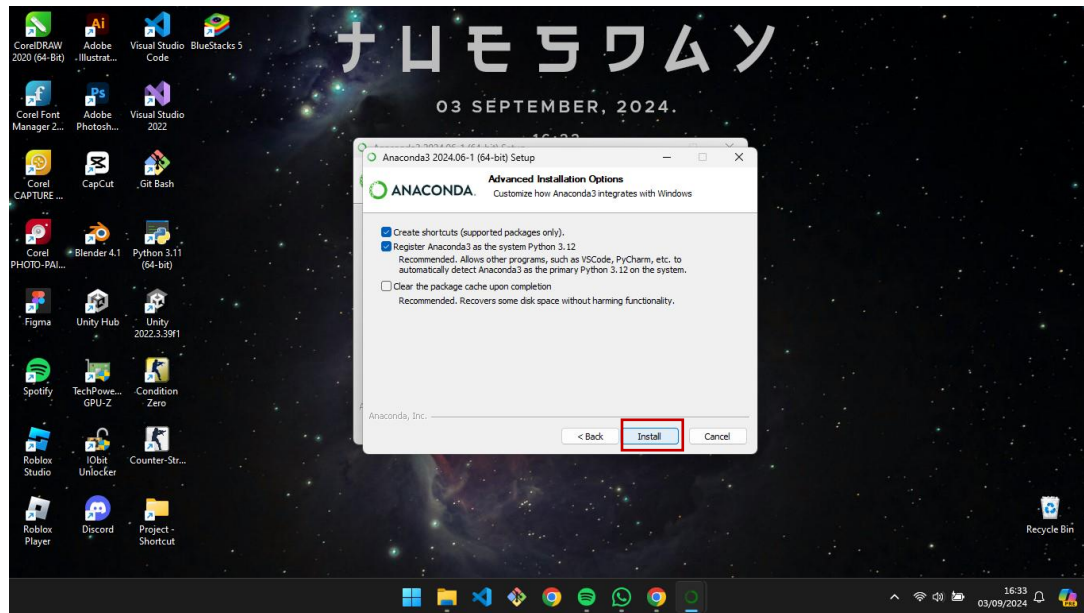 TUESDAY
03 SEPTEMBER, 2024.
CorelDRAW
2020 (64-Bit)
Adobe
Illustrat...
Visual Studio
Code
BlueStacks 5
Corel Font
Manager 2...
Adobe
Photosh...
Visual Studio
2022
Corel
CAPTURE ...
CapCut
Git Bash
Corel
PHOTO-PAI...
Blender 4.1
Python 3.11
(64-bit)
Figma
Unity Hub
Unity
2022.3.39f1
Spotify
TechPowe...
GPU-Z
Condition
Zero
Roblox
Studio
IObit
Unlocker
Counter-Str...
Roblox
Player
Discord
Project -
Shortcut
Anaconda3 2024.06-1 (64-bit) Setup
ANACONDA.
Advanced Installation Options
Customize how Anaconda3 integrates with Windows
Create shortcuts (supported packages only).
Register Anaconda3 as the system Python 3.12
Recommended. Allows other programs, such as VSCode, PyCharm, etc. to
automatically detect Anaconda3 as the primary Python 3.12 on the system.
Clear the package cache upon completion
Recommended. Recovers some disk space without harming functionality.
Anaconda, Inc.
< Back
Install
Cancel
Recycle Bin
16:33
03/09/2024